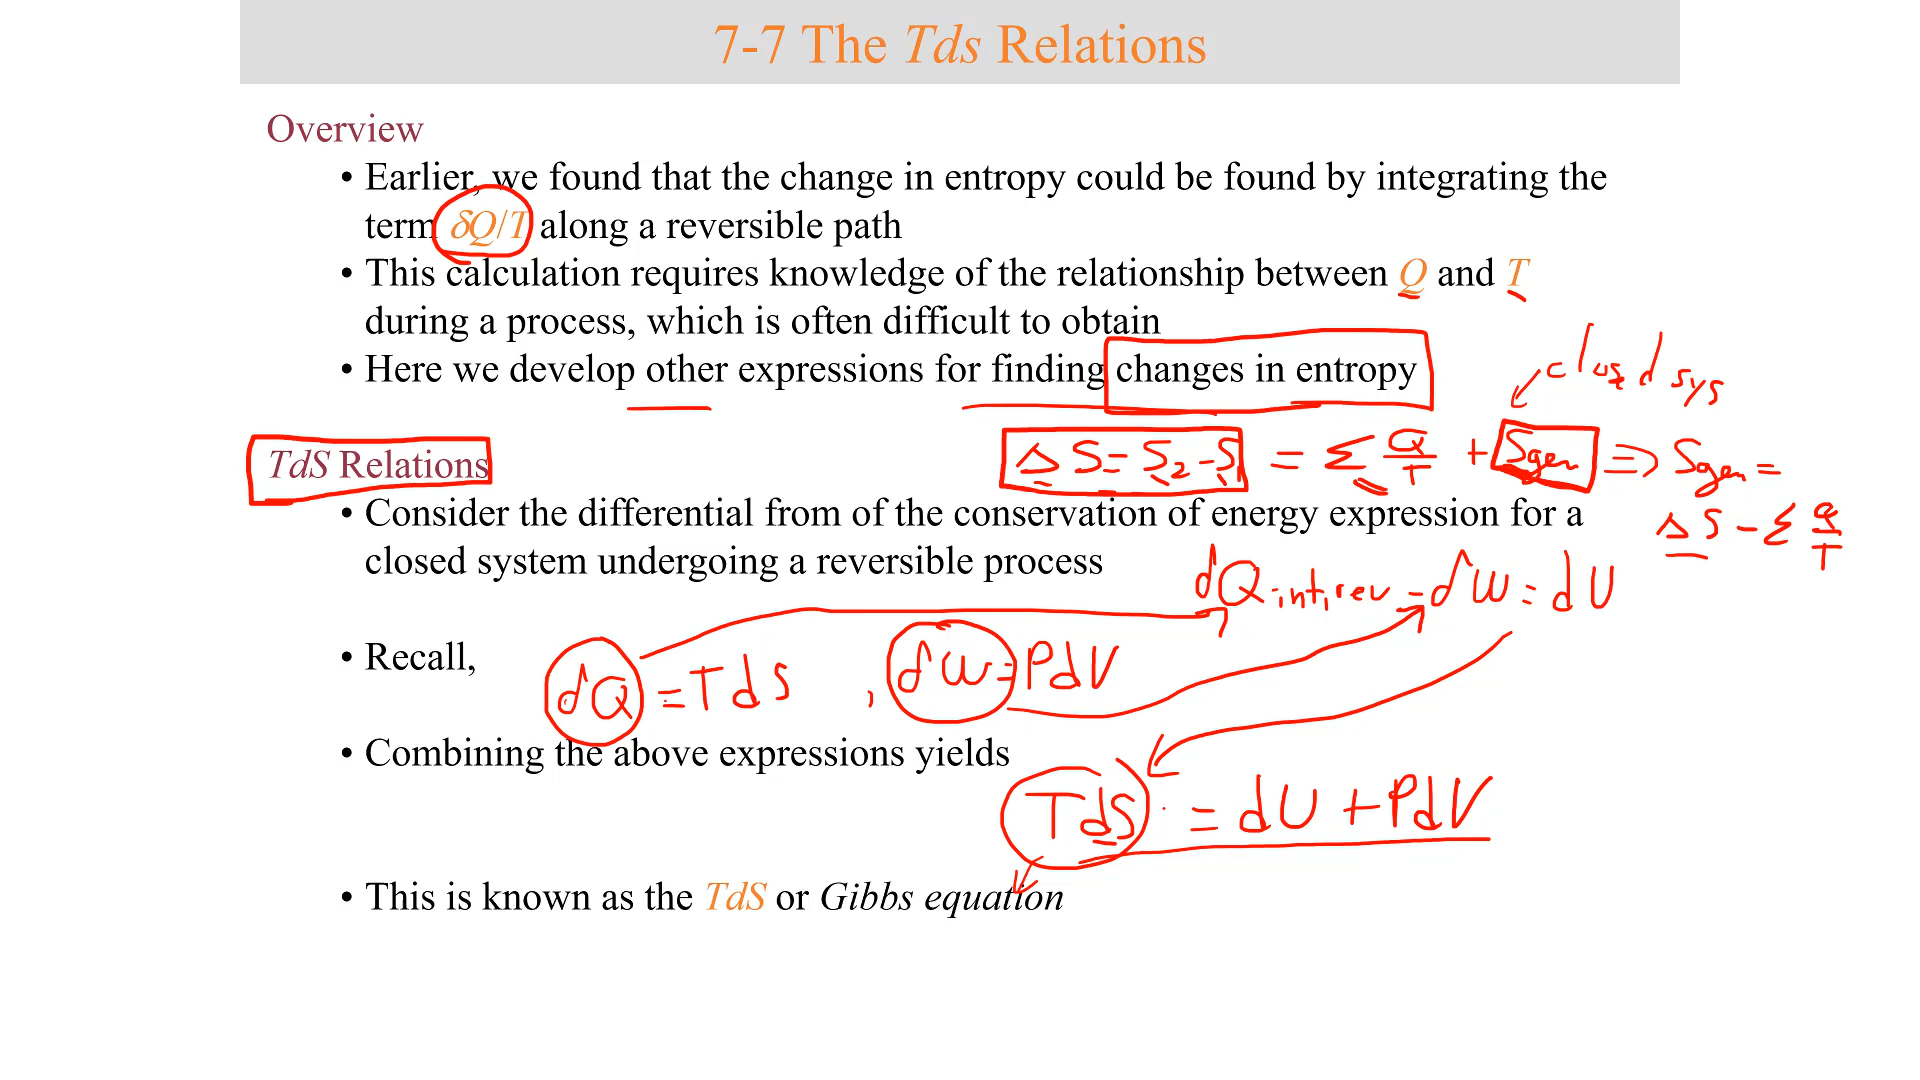 7-7 The Tds Relations
Overview
• Earlier, we found that the change in entropy could be found by integrating the
term δQ/T along a reversible path
• This calculation requires knowledge of the relationship between Q and T
during a process, which is often difficult to obtain
• Here we develop other expressions for finding changes in entropy
closed sys
Δ S = S2 - S1 = Σ Q/T + Sgen => Sgen =
ΔS - Σ Q/T
TdS Relations
• Consider the differential from of the conservation of energy expression for a
closed system undergoing a reversible process
δQ int, rev - δW = dU
• Recall,
δQ = TdS , δW = PdV
• Combining the above expressions yields
TdS = dU + PdV
• This is known as the TdS or Gibbs equation